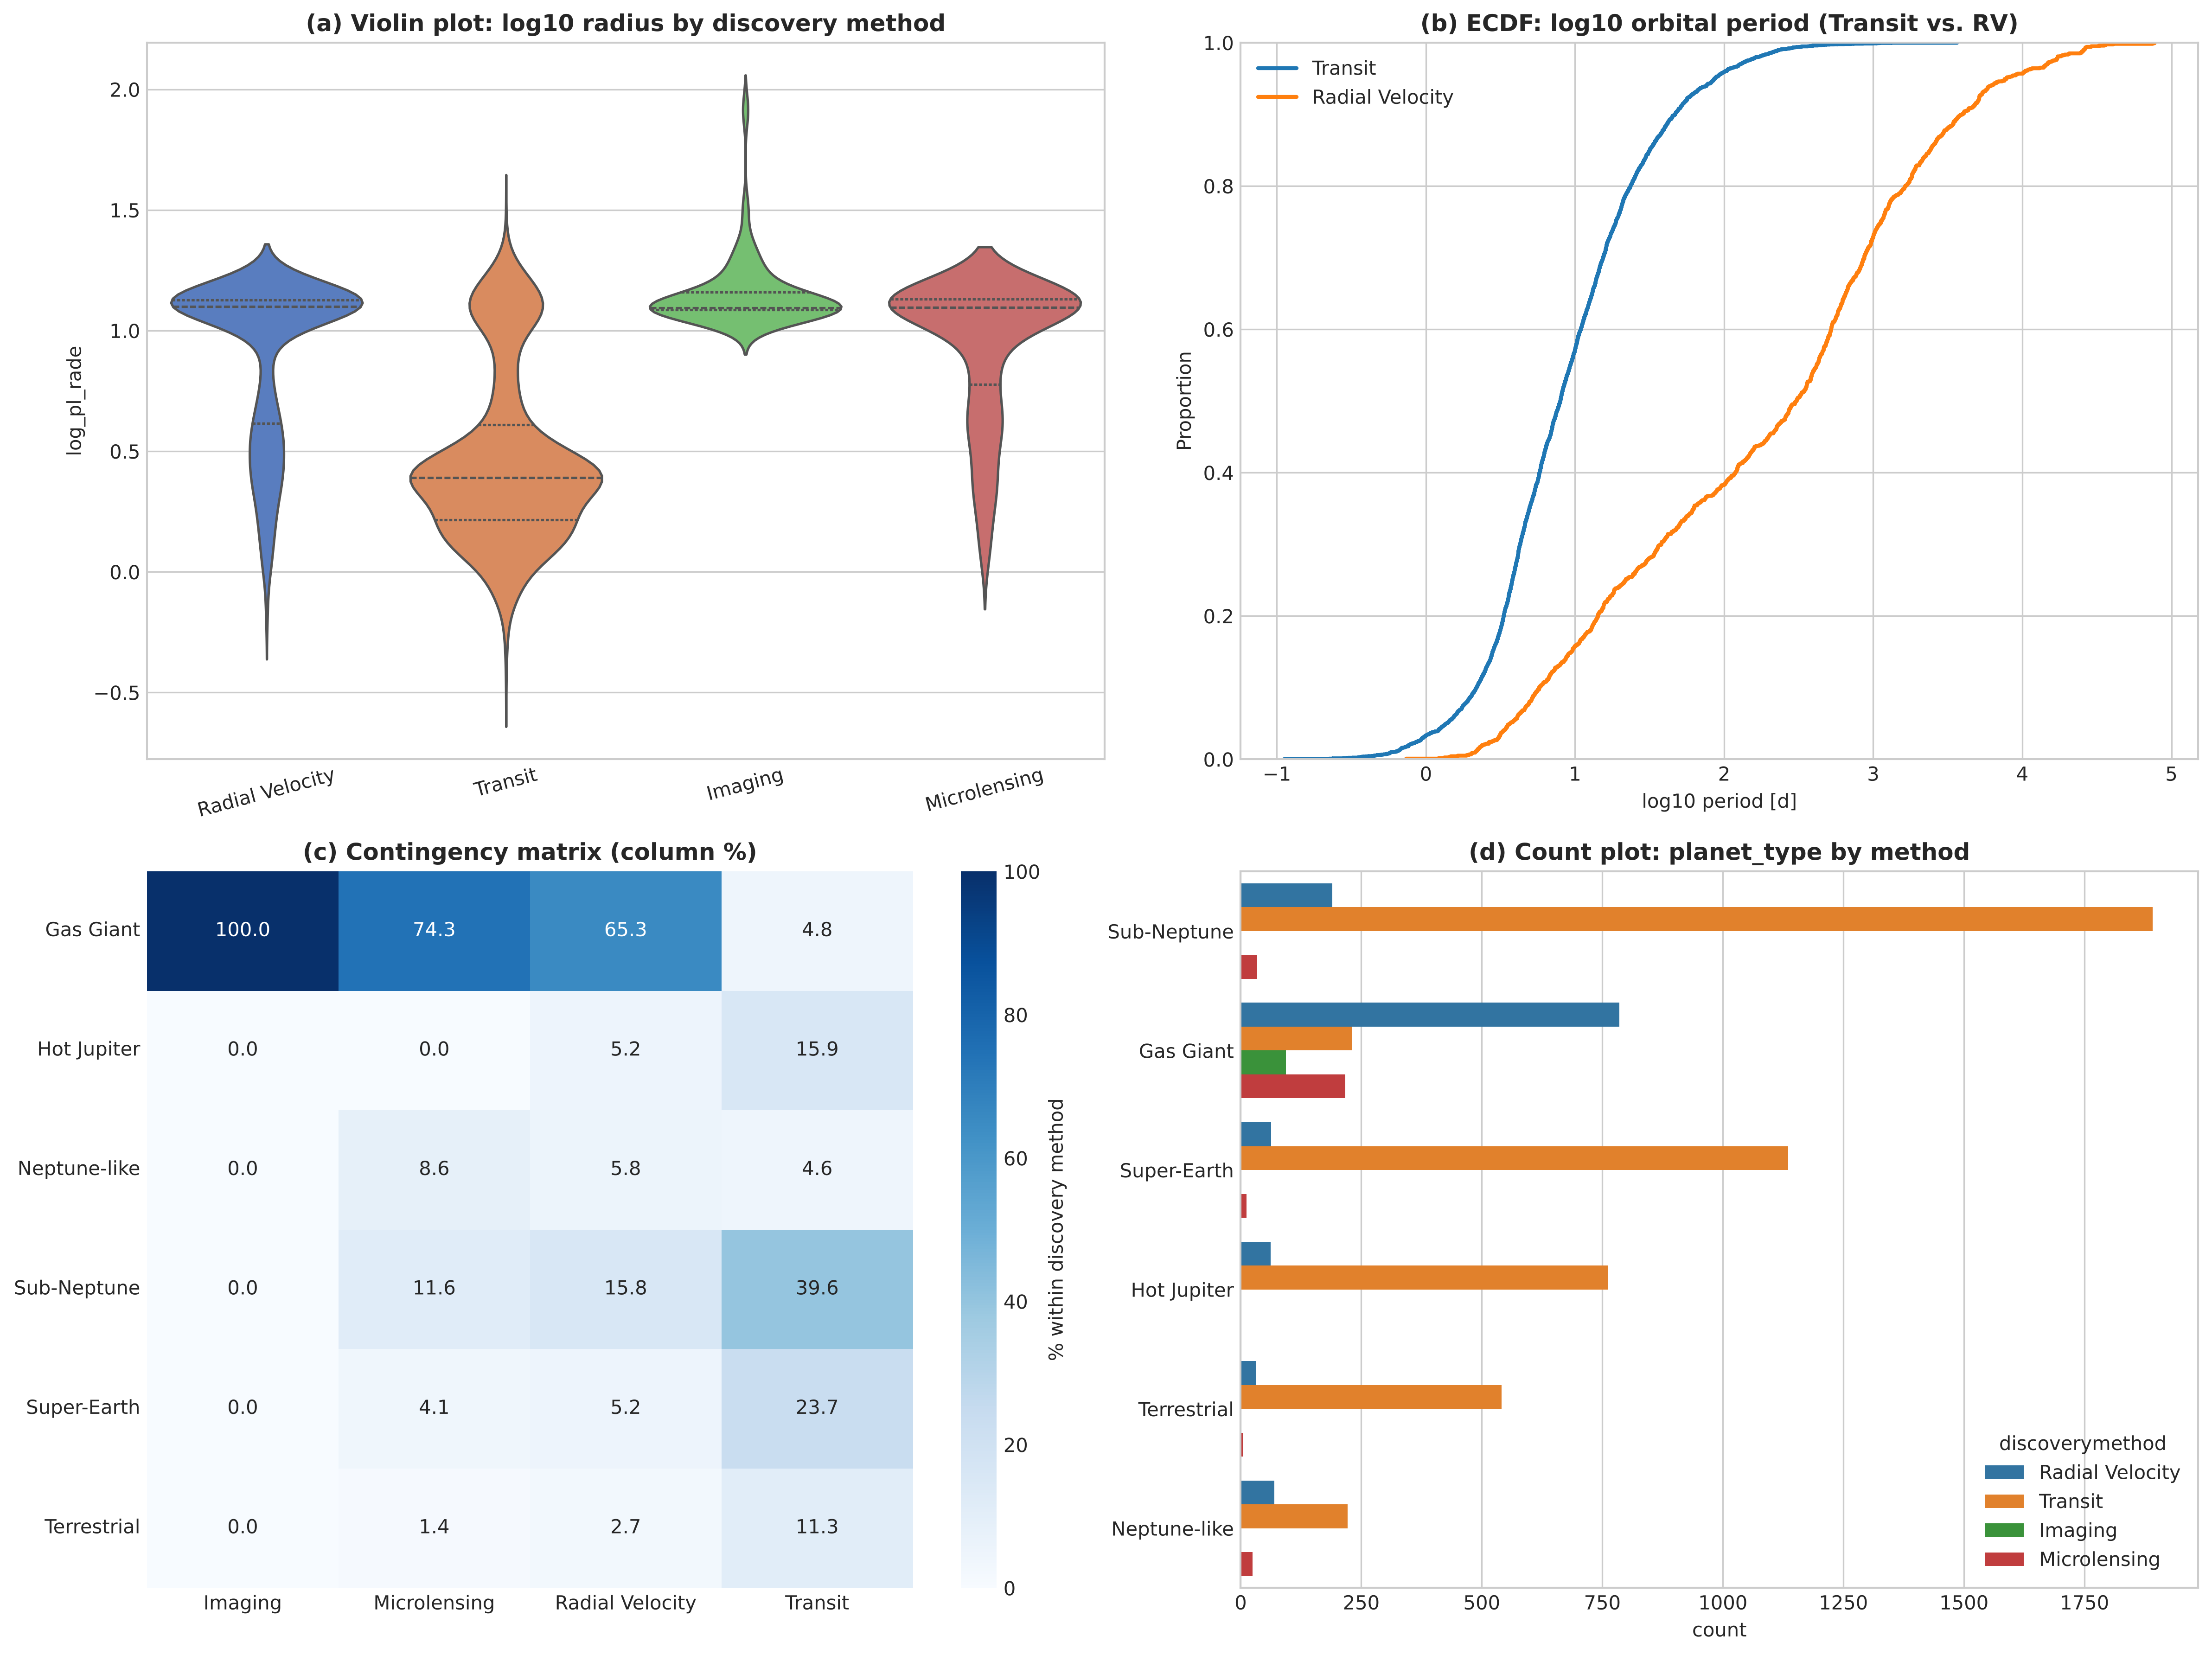 (a) Violin plot: log10 radius by discovery method
2.0
1.5
1.0
0.5
0.0
−0.5
log_pl_rade
Radial Velocity
Transit
Imaging
Microlensing
(b) ECDF: log10 orbital period (Transit vs. RV)
Transit
Radial Velocity
1.0
0.8
0.6
0.4
0.2
0.0
Proportion
−1
0
1
2
3
4
5
log10 period [d]
(c) Contingency matrix (column %)
Gas Giant
100.0
74.3
65.3
4.8
Hot Jupiter
0.0
0.0
5.2
15.9
Neptune-like
0.0
8.6
5.8
4.6
Sub-Neptune
0.0
11.6
15.8
39.6
Super-Earth
0.0
4.1
5.2
23.7
Terrestrial
0.0
1.4
2.7
11.3
Imaging
Microlensing
Radial Velocity
Transit
100
80
60
40
20
0
% within discovery method
(d) Count plot: planet_type by method
Sub-Neptune
Gas Giant
Super-Earth
Hot Jupiter
Terrestrial
Neptune-like
discoverymethod
Radial Velocity
Transit
Imaging
Microlensing
0
250
500
750
1000
1250
1500
1750
count